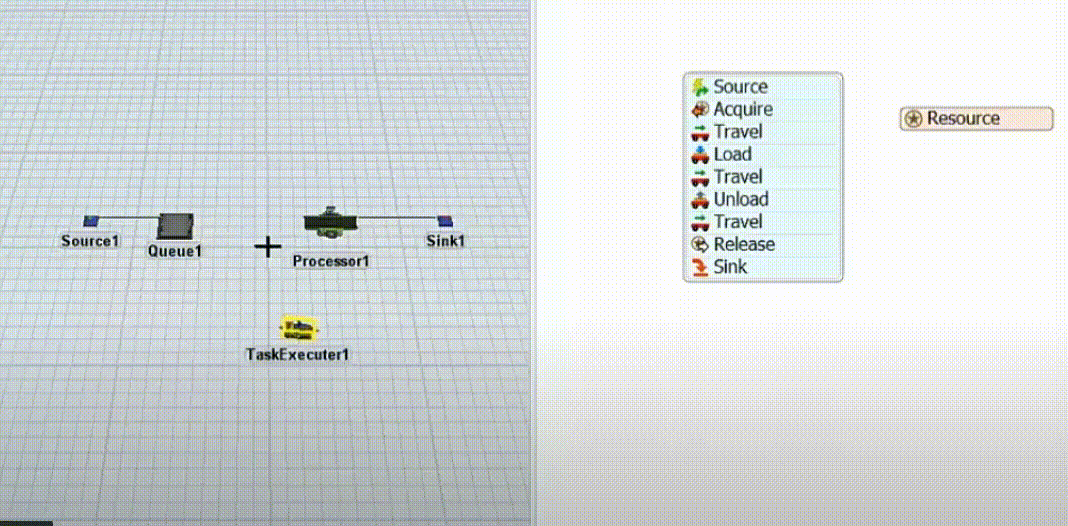 Source1
Queue1
Processor1
Sink1
TaskExecuter1
Source
Acquire
Travel
Load
Travel
Unload
Travel
Release
Sink
Resource